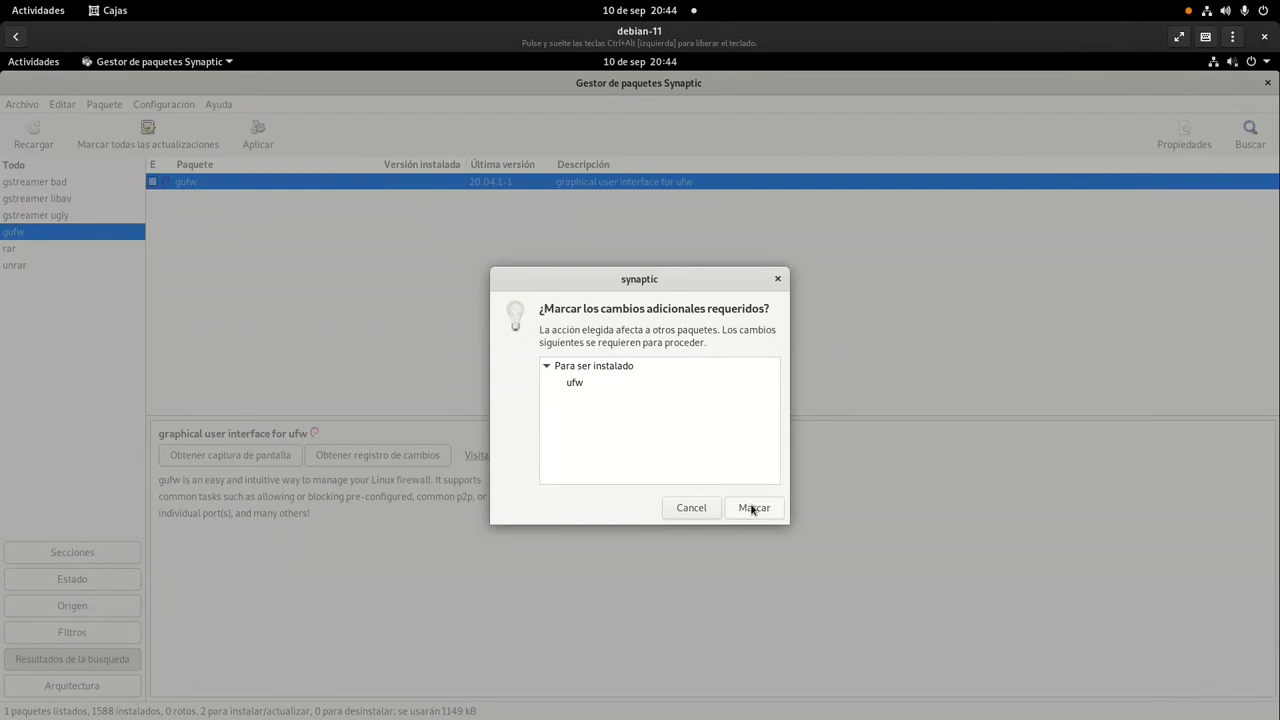 Actividades
Cajas
10 de sep 20:44
debian-11
Pulse y suelte las teclas Ctrl+Alt [izquierda] para liberar el teclado.
Actividades
Gestor de paquetes Synaptic
10 de sep 20:44
Gestor de paquetes Synaptic
Archivo Editar Paquete Configuración Ayuda
Recargar Marcar todas las actualizaciones Aplicar Propiedades Buscar
Todo
gstreamer bad
gstreamer libav
gstreamer ugly
gufw
rar
unrar
E Paquete Versión instalada Última versión Descripción
gufw 20.04.1-1 graphical user interface for ufw
synaptic
¿Marcar los cambios adicionales requeridos?
La acción elegida afecta a otros paquetes. Los cambios
siguientes se requieren para proceder.
Para ser instalado
ufw
Cancel Marcar
graphical user interface for ufw
Obtener captura de pantalla Obtener registro de cambios Visita
gufw is an easy and intuitive way to manage your Linux firewall. It supports
common tasks such as allowing or blocking pre-configured, common p2p, or
individual port(s), and many others!
Secciones
Estado
Origen
Filtros
Resultados de la búsqueda
Arquitectura
1 paquetes listados, 1588 instalados, 0 rotos. 2 para instalar/actualizar, 0 para desinstalar; se usarán 1149 kB